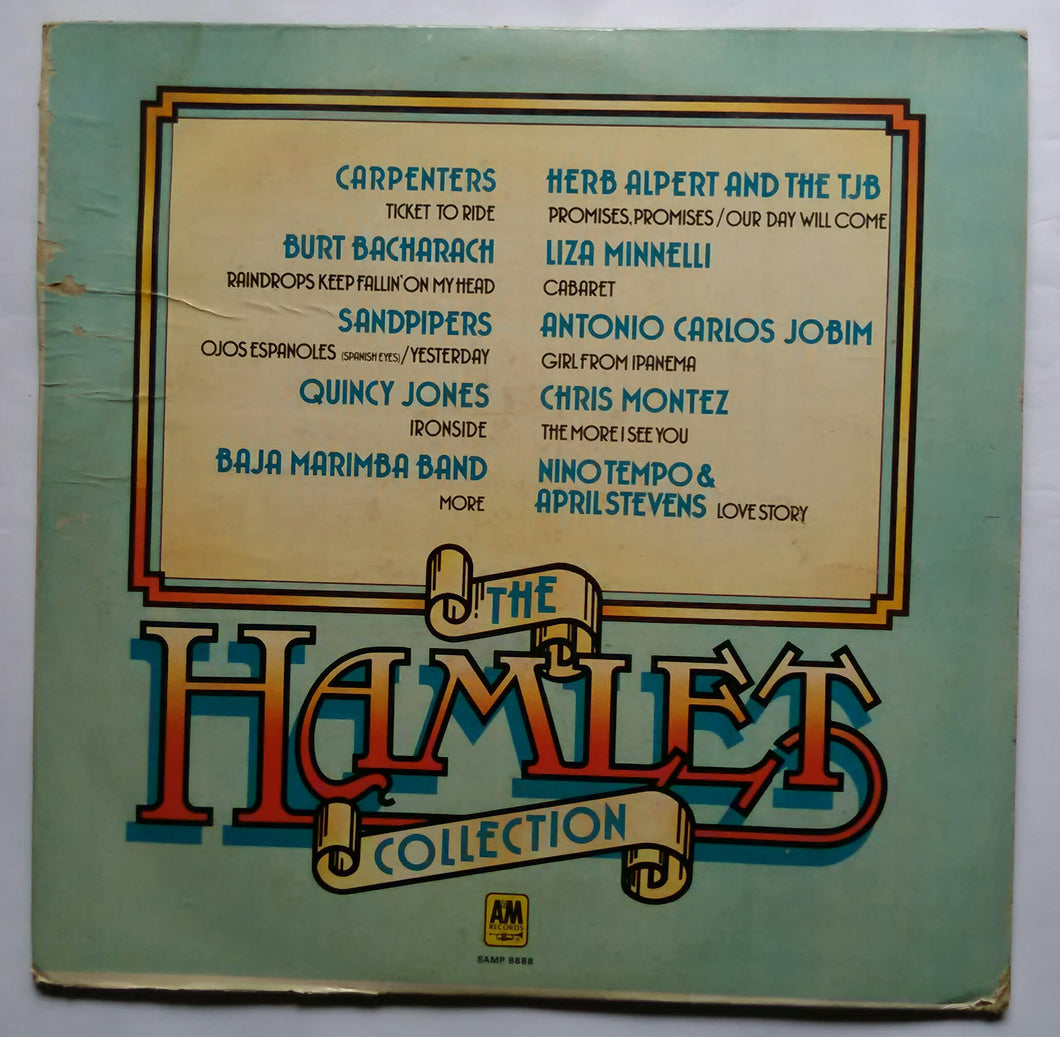 CARPENTERS
TICKET TO RIDE
BURT BACHARACH
RAINDROPS KEEP FALLIN' ON MY HEAD
SANDPIPERS
OJOS ESPANOLES (SPANISH EYES)/YESTERDAY
QUINCY JONES
IRONSIDE
BAJA MARIMBA BAND
MORE
HERB ALPERT AND THE TJB
PROMISES, PROMISES/OUR DAY WILL COME
LIZA MINNELLI
CABARET
ANTONIO CARLOS JOBIM
GIRL FROM IPANEMA
CHRIS MONTEZ
THE MORE I SEE YOU
NINO TEMPO &
APRIL STEVENS LOVE STORY
THE
HAMLET
COLLECTION
A&M
RECORDS
SAMP 8888